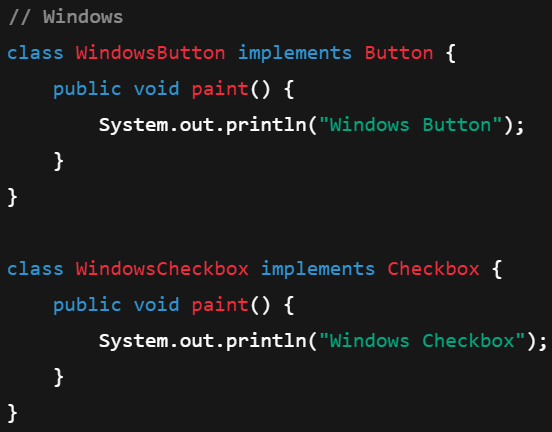 // Windows
class WindowsButton implements Button {
    public void paint() {
        System.out.println("Windows Button");
    }
}

class WindowsCheckbox implements Checkbox {
    public void paint() {
        System.out.println("Windows Checkbox");
    }
}